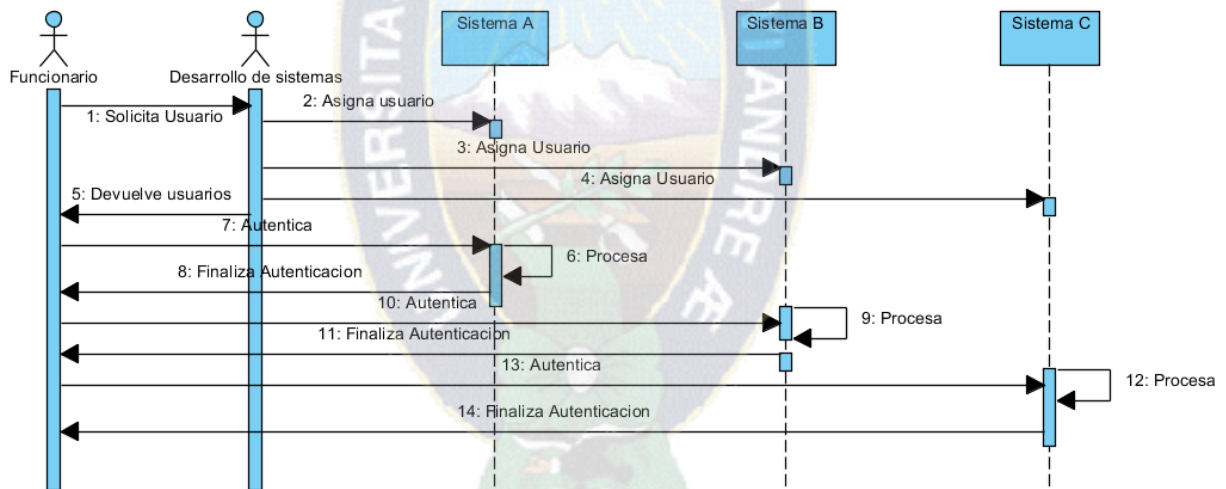 Funcionario
Desarrollo de sistemas
Sistema A
Sistema B
Sistema C
1: Solicita Usuario
2: Asigna usuario
3: Asigna Usuario
4: Asigna Usuario
5: Devuelve usuarios
7: Autentica
6: Procesa
8: Finaliza Autenticacion
10: Autentica
9: Procesa
11: Finaliza Autenticacion
13: Autentica
12: Procesa
14: Finaliza Autenticacion
UNIVERSITA
ANDRE Æ